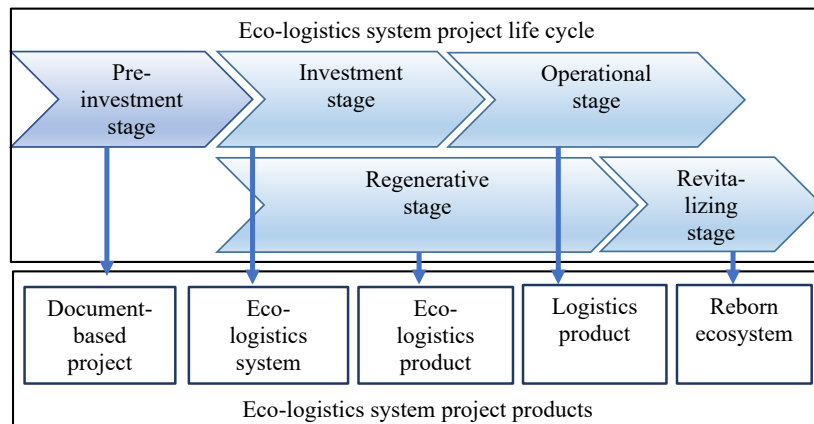 Eco-logistics system project life cycle
Pre-
investment
stage
Investment
stage
Operational
stage
Regenerative
stage
Revita-
lizing
stage
Document-
based
project
Eco-
logistics
system
Eco-
logistics
product
Logistics
product
Reborn
ecosystem
Eco-logistics system project products